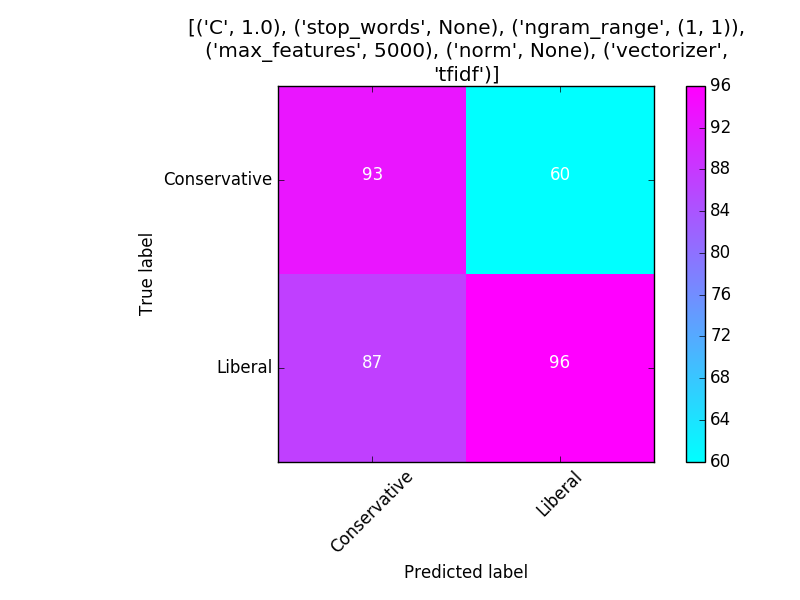 [('C', 1.0), ('stop_words', None), ('ngram_range', (1, 1)),
('max_features', 5000), ('norm', None), ('vectorizer',
'tfidf')]
96
92
88
84
80
76
72
68
64
60
True label
Conservative
93
60
Liberal
87
96
Conservative
Liberal
Predicted label